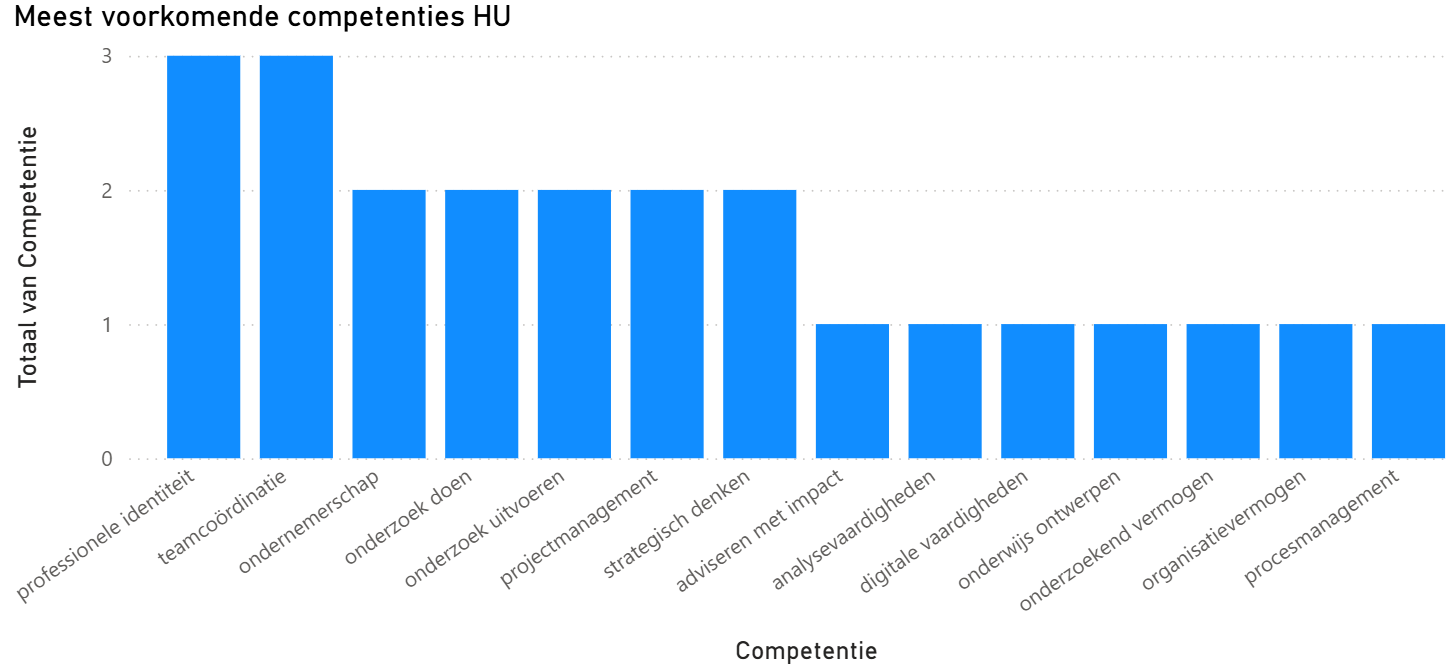 Meest voorkomende competenties HU
Totaal van Competentie
3
2
1
0
professionele identiteit
teamcoördinatie
ondernemerschap
onderzoek doen
onderzoek uitvoeren
projectmanagement
strategisch denken
adviseren met impact
analysevaardigheden
digitale vaardigheden
onderwijs ontwerpen
onderzoekend vermogen
organisatievermogen
procesmanagement
Competentie